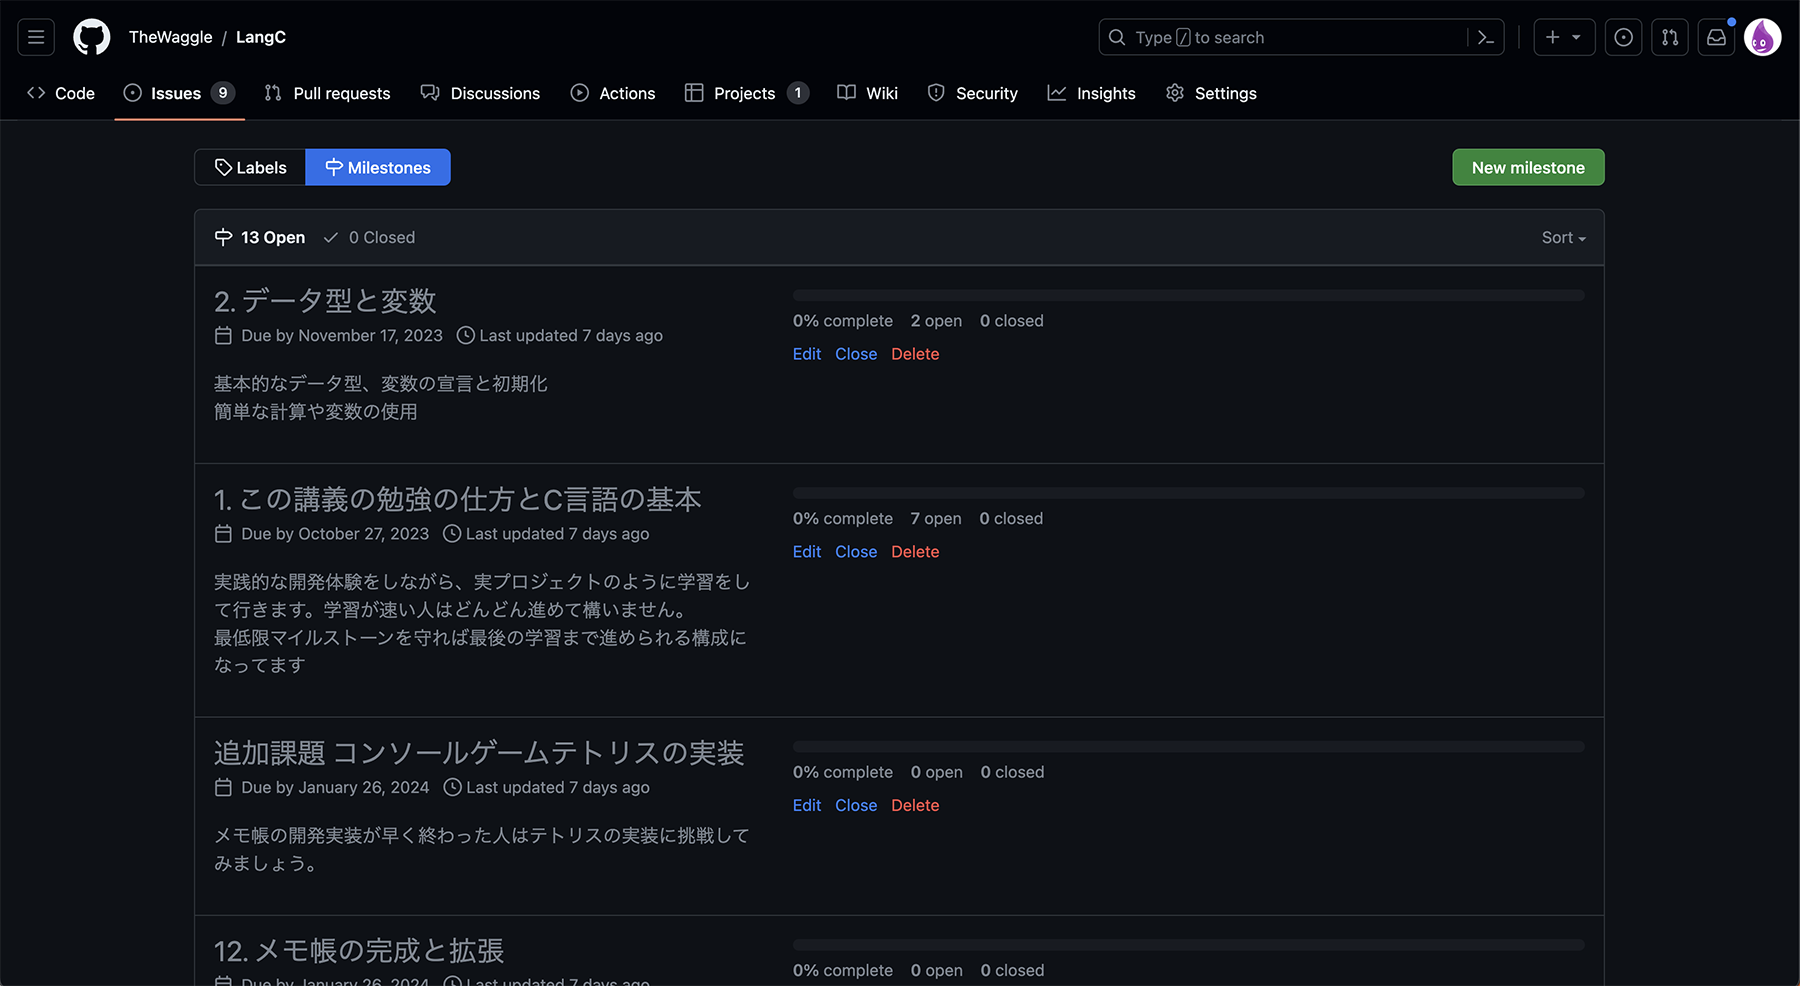 TheWaggle / LangC
Type / to search
Code
Issues 9
Pull requests
Discussions
Actions
Projects 1
Wiki
Security
Insights
Settings
Labels
Milestones
New milestone
13 Open
0 Closed
Sort
2. データ型と変数
Due by November 17, 2023 Last updated 7 days ago
基本的なデータ型、変数の宣言と初期化
簡単な計算や変数の使用
0% complete 2 open 0 closed
Edit Close Delete
1. この講義の勉強の仕方とC言語の基本
Due by October 27, 2023 Last updated 7 days ago
実践的な開発体験をしながら、実プロジェクトのように学習をし
て行きます。学習が速い人はどんどん進めて構いません。
最低限マイルストーンを守れば最後の学習まで進められる構成に
なってます
0% complete 7 open 0 closed
Edit Close Delete
追加課題 コンソールゲームテトリスの実装
Due by January 26, 2024 Last updated 7 days ago
メモ帳の開発実装が早く終わった人はテトリスの実装に挑戦して
みましょう。
0% complete 0 open 0 closed
Edit Close Delete
12. メモ帳の完成と拡張
Due by January 26, 2024 Last updated 7 days ago
0% complete 0 open 0 closed